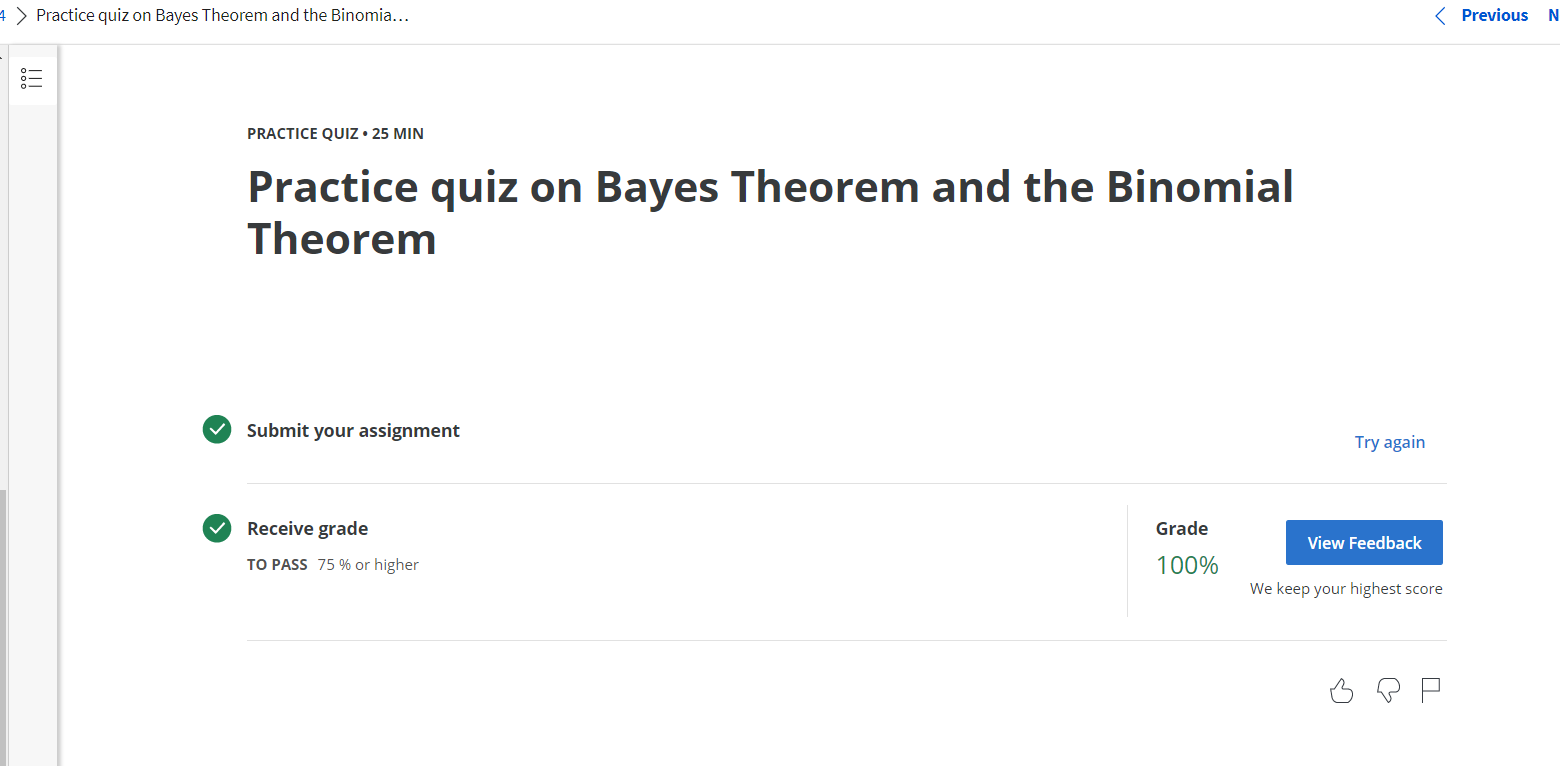 4 > Practice quiz on Bayes Theorem and the Binomia…
Previous N
PRACTICE QUIZ • 25 MIN
Practice quiz on Bayes Theorem and the Binomial
Theorem
Submit your assignment
Try again
Receive grade
TO PASS 75 % or higher
Grade
100%
View Feedback
We keep your highest score